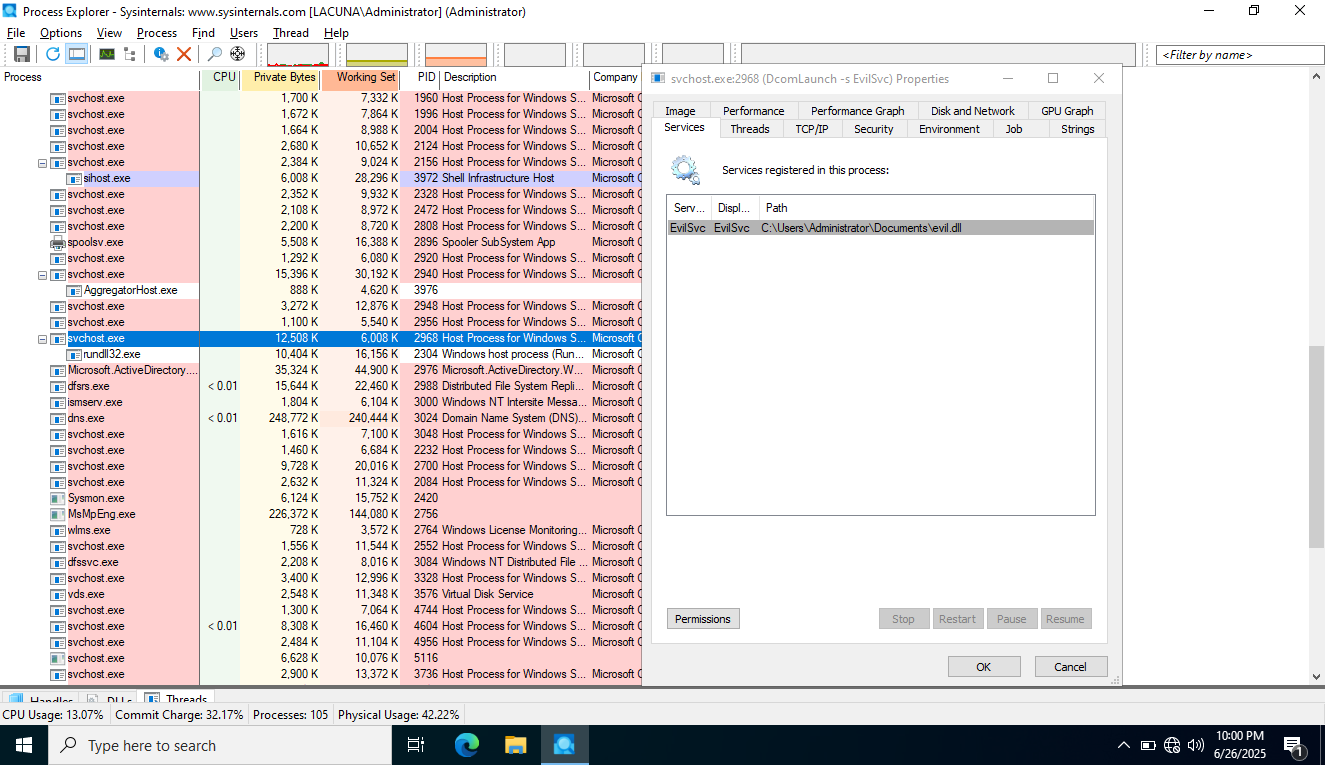 Process Explorer - Sysinternals: www.sysinternals.com [LACUNA\Administrator] (Administrator)
File Options View Process Find Users Thread Help
<Filter by name>
Process CPU Private Bytes Working Set PID Description Company
svchost.exe 1,700 K 7,332 K 1960 Host Process for Windows S... Microsoft C
svchost.exe 1,672 K 7,864 K 1996 Host Process for Windows S... Microsoft C
svchost.exe 1,664 K 8,988 K 2004 Host Process for Windows S... Microsoft C
svchost.exe 2,680 K 10,652 K 2124 Host Process for Windows S... Microsoft C
svchost.exe 2,384 K 9,024 K 2156 Host Process for Windows S... Microsoft C
sihost.exe 6,008 K 28,296 K 3972 Shell Infrastructure Host Microsoft C
svchost.exe 2,352 K 9,932 K 2328 Host Process for Windows S... Microsoft C
svchost.exe 2,108 K 8,972 K 2472 Host Process for Windows S... Microsoft C
svchost.exe 2,200 K 8,720 K 2808 Host Process for Windows S... Microsoft C
spoolsv.exe 5,508 K 16,388 K 2896 Spooler SubSystem App Microsoft C
svchost.exe 1,292 K 6,080 K 2920 Host Process for Windows S... Microsoft C
svchost.exe 15,396 K 30,192 K 2940 Host Process for Windows S... Microsoft C
AggregatorHost.exe 888 K 4,620 K 3976
svchost.exe 3,272 K 12,876 K 2948 Host Process for Windows S... Microsoft C
svchost.exe 1,100 K 5,540 K 2956 Host Process for Windows S... Microsoft C
svchost.exe 12,508 K 6,008 K 2968 Host Process for Windows S... Microsoft C
rundll32.exe 10,404 K 16,156 K 2304 Windows host process (Run... Microsoft C
Microsoft.ActiveDirectory.... 35,324 K 44,900 K 2976 Microsoft.ActiveDirectory.W... Microsoft C
dfsrs.exe < 0.01 15,644 K 22,460 K 2988 Distributed File System Repli... Microsoft C
ismserv.exe 1,804 K 6,104 K 3000 Windows NT Intersite Messa... Microsoft C
dns.exe < 0.01 248,772 K 240,444 K 3024 Domain Name System (DNS)... Microsoft C
svchost.exe 1,616 K 7,100 K 3048 Host Process for Windows S... Microsoft C
svchost.exe 1,460 K 6,684 K 2232 Host Process for Windows S... Microsoft C
svchost.exe 9,728 K 20,016 K 2700 Host Process for Windows S... Microsoft C
svchost.exe 2,632 K 11,324 K 2084 Host Process for Windows S... Microsoft C
Sysmon.exe 6,124 K 15,752 K 2420
MsMpEng.exe 226,372 K 144,080 K 2756
wlms.exe 728 K 3,572 K 2764 Windows License Monitoring... Microsoft C
svchost.exe 1,556 K 11,544 K 2552 Host Process for Windows S... Microsoft C
dfssvc.exe 2,208 K 8,016 K 3084 Windows NT Distributed File ... Microsoft C
svchost.exe 3,400 K 12,996 K 3328 Host Process for Windows S... Microsoft C
vds.exe 2,548 K 11,348 K 3576 Virtual Disk Service Microsoft C
svchost.exe 1,300 K 7,064 K 4744 Host Process for Windows S... Microsoft C
svchost.exe < 0.01 8,308 K 16,460 K 4604 Host Process for Windows S... Microsoft C
svchost.exe 2,484 K 11,104 K 4956 Host Process for Windows S... Microsoft C
svchost.exe 6,628 K 10,076 K 5116
svchost.exe 2,900 K 13,372 K 3736 Host Process for Windows S... Microsoft C
svchost.exe:2968 (DcomLaunch -s EvilSvc) Properties
Image Performance Performance Graph Disk and Network GPU Graph
Services Threads TCP/IP Security Environment Job Strings
Services registered in this process:
Serv... Displ... Path
EvilSvc EvilSvc C:\Users\Administrator\Documents\evil.dll
Permissions Stop Restart Pause Resume
OK Cancel
Handles DLLs Threads
CPU Usage: 13.07% Commit Charge: 32.17% Processes: 105 Physical Usage: 42.22%
Type here to search
10:00 PM
6/26/2025
1